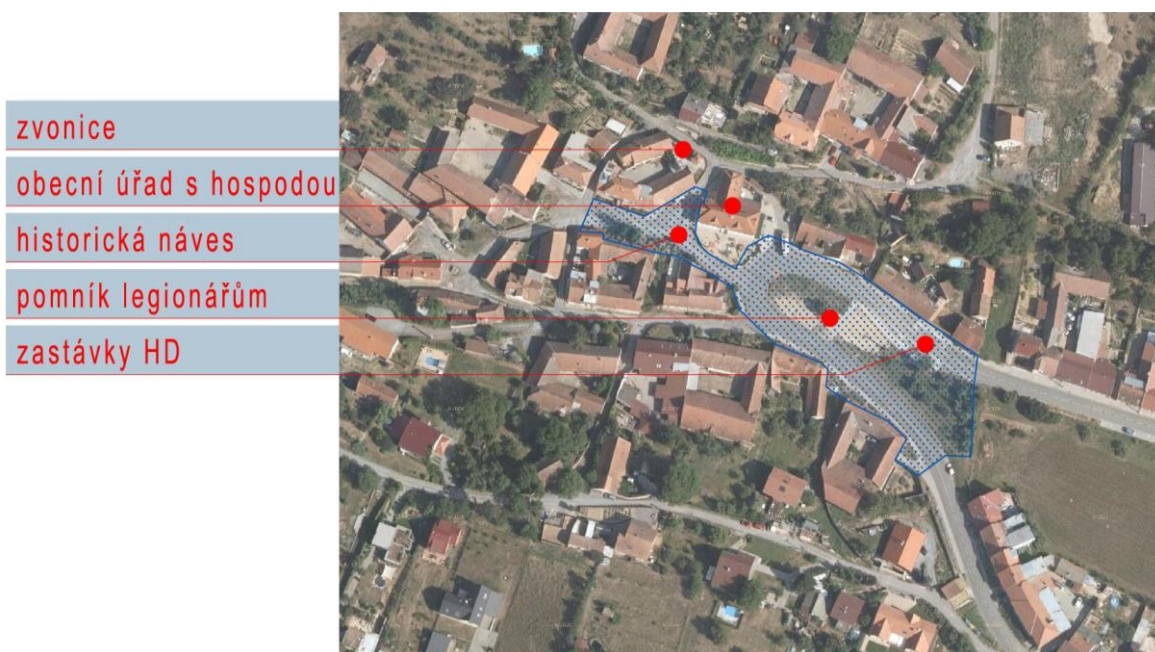 zvonice
obecní úřad s hospodou
historická náves
pomník legionářům
zastávky HD